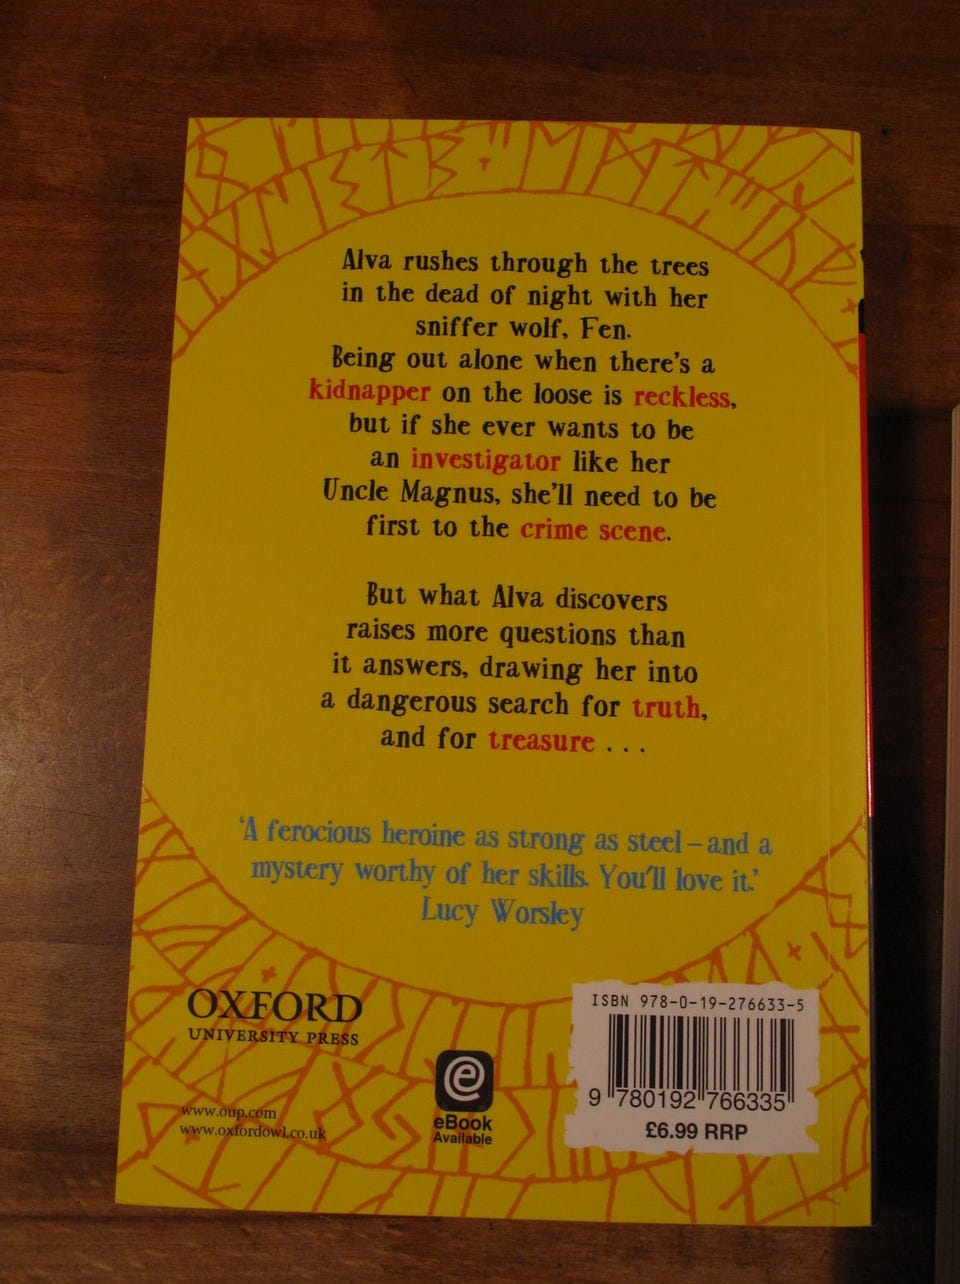 Alva rushes through the trees
in the dead of night with her
sniffer wolf, Fen.
Being out alone when there's a
kidnapper on the loose is reckless,
but if she ever wants to be
an investigator like her
Uncle Magnus, she'll need to be
first to the crime scene.
But what Alva discovers
raises more questions than
it answers, drawing her into
a dangerous search for truth,
and for treasure . . .
‘A ferocious heroine as strong as steel – and a
mystery worthy of her skills. You'll love it.’
Lucy Worsley
OXFORD
UNIVERSITY PRESS
www.oup.com
www.oxfordowl.co.uk
e
eBook
Available
ISBN 978-0-19-276633-5
9 780192 766335
£6.99 RRP